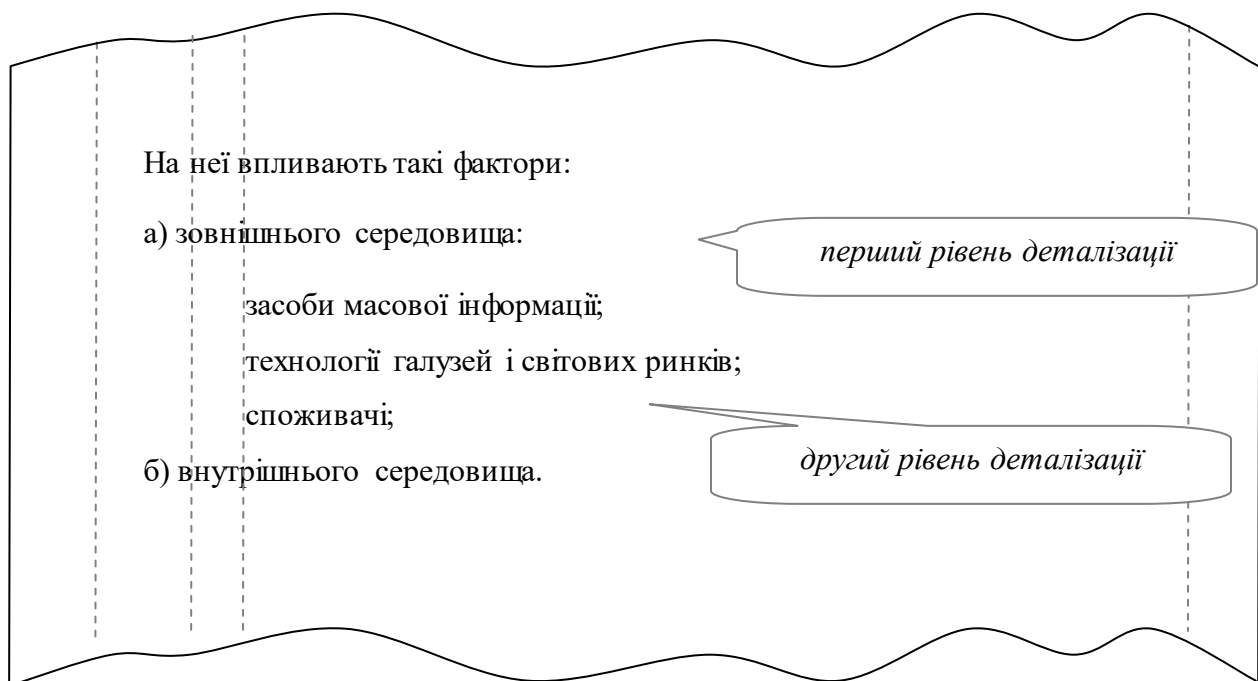 На неї впливають такі фактори:
а) зовнішнього середовища:
перший рівень деталізації
засоби масової інформації;
технології галузей і світових ринків;
споживачі;
другий рівень деталізації
б) внутрішнього середовища.